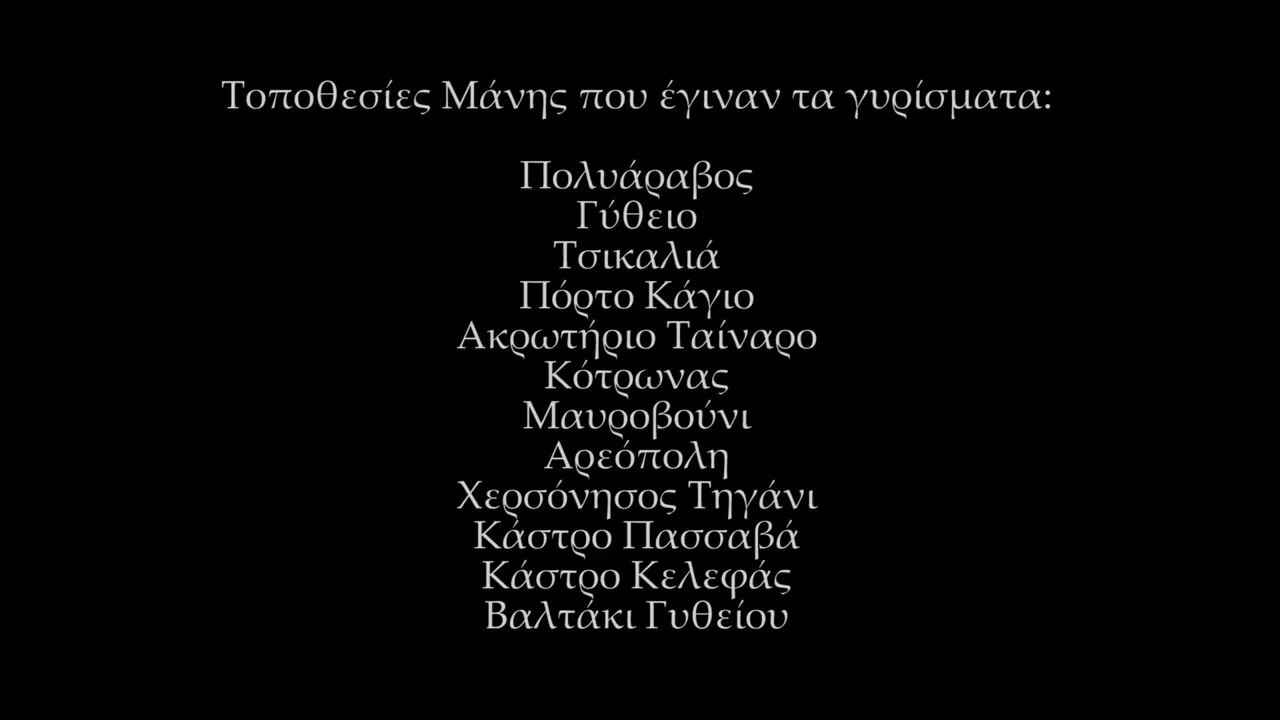 Τοποθεσίες Μάνης που έγιναν τα γυρίσματα:
Πολυάραβος
Γύθειο
Τσικαλιά
Πόρτο Κάγιο
Ακρωτήριο Ταίναρο
Κότρωνας
Μαυροβούνι
Αρεόπολη
Χερσόνησος Τηγάνι
Κάστρο Πασσαβά
Κάστρο Κελεφάς
Βαλτάκι Γυθείου